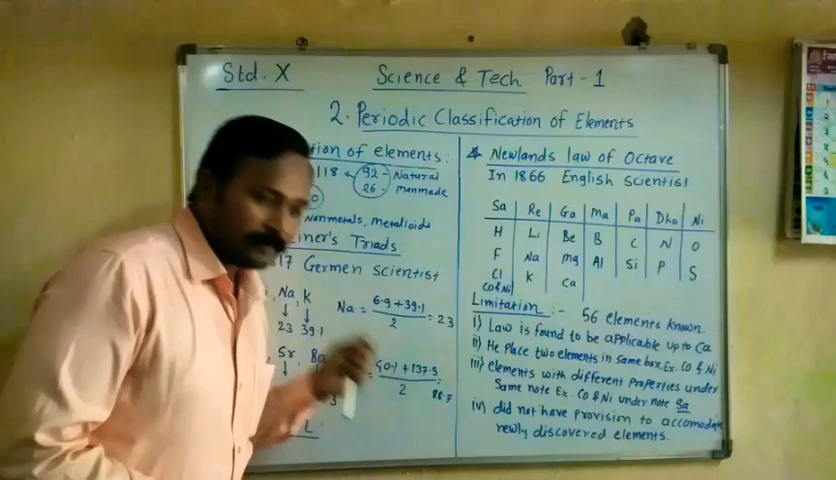 Std. X Science & Tech Part - 1
2. Periodic Classification of Elements
tion of elements:
118 92 - Natural
26 - manmade
Nonmetals, Metalloids
iner's Triads
17 Germen scientist
Na, K
23 39.1
Na = 6.9 + 39.1 / 2 = 23
Sr, Ba
= 40.1 + 137.3 / 2 =
88.7
Newlands law of Octave
In 1866 English scientist
Sa Re Ga Ma Pa Dha Ni
H Li Be B C N O
F Na Mg Al Si P S
Cl K Ca
Co & Ni
Limitation :- 56 elements known
i) Law is found to be applicable up to Ca
ii) He place two elements in same box. Ex. Co & Ni
iii) elements with different Properties under
Same note Ex. Co & Ni under note Sa
iv) did not have provision to accomodate
newly discovered elements.